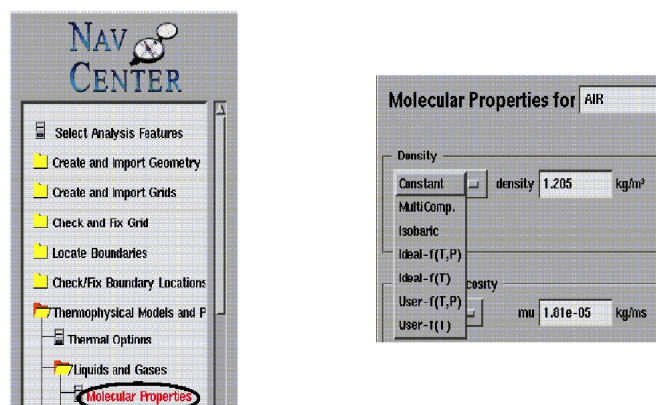 NAV
CENTER
Select Analysis Features
Create and Import Geometry
Create and Import Grids
Check and Fix Grid
Locate Boundaries
Check/Fix Boundary Locations
Thermophysical Models and P
Thermal Options
Liquids and Gases
Molecular Properties
Molecular Properties for AIR
Density
Constant density 1.205 kg/m³
MultiComp.
Isobaric
Ideal-f(T,P)
Ideal-f(T)
cosity
User-f(T,P) mu 1.81e-05 kg/ms
User-f(T)